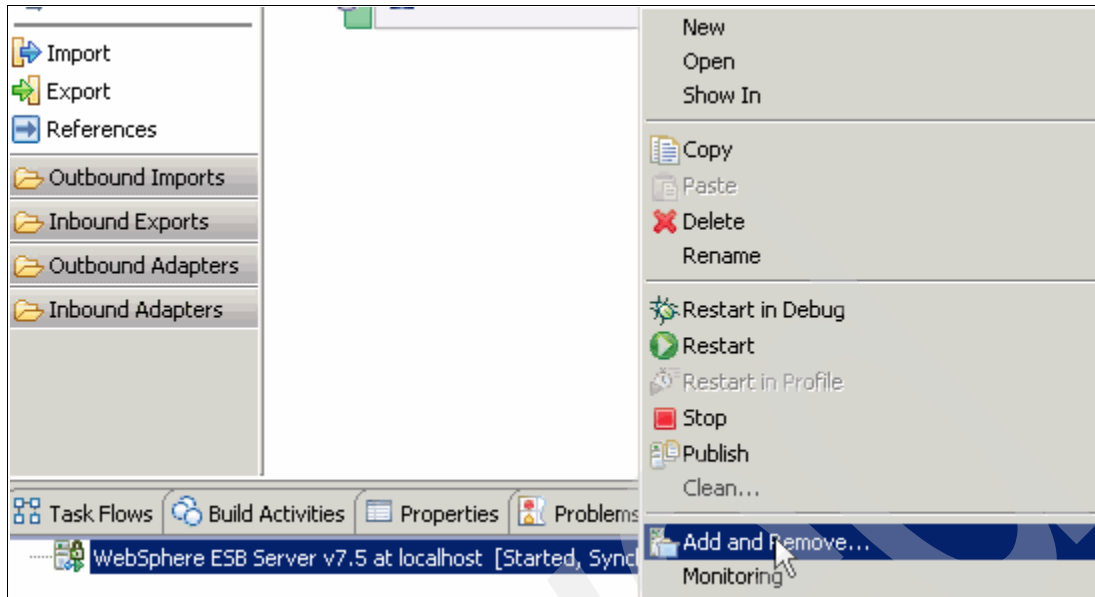 Import
Export
References
Outbound Imports
Inbound Exports
Outbound Adapters
Inbound Adapters
New
Open
Show In
Copy
Paste
Delete
Rename
Restart in Debug
Restart
Restart in Profile
Stop
Publish
Clean...
Add and Remove...
Monitoring
Task Flows Build Activities Properties Problems
WebSphere ESB Server v7.5 at localhost [Started,